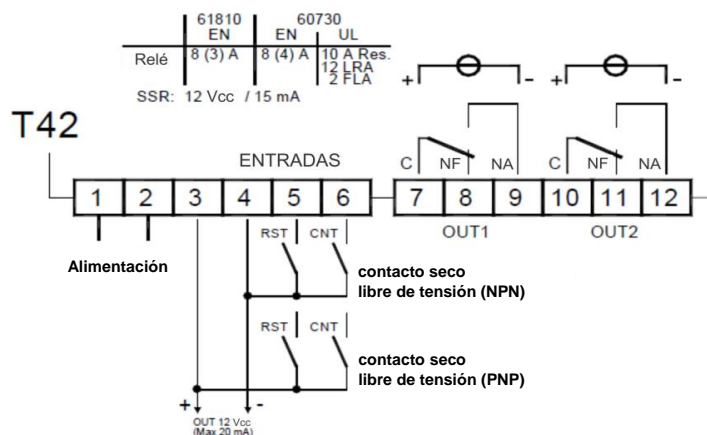 61810 60730
EN EN UL
Relé 8 (3) A 8 (4) A 10 A Res.
12 LRA
2 FLA
SSR: 12 Vcc / 15 mA
+ - + -
T42
ENTRADAS
C NF NA C NF NA
1 2 3 4 5 6 7 8 9 10 11 12
OUT1 OUT2
Alimentación
RST CNT
contacto seco
libre de tensión (NPN)
RST CNT
contacto seco
libre de tensión (PNP)
+ -
OUT 12 Vcc
(Max 20 mA)